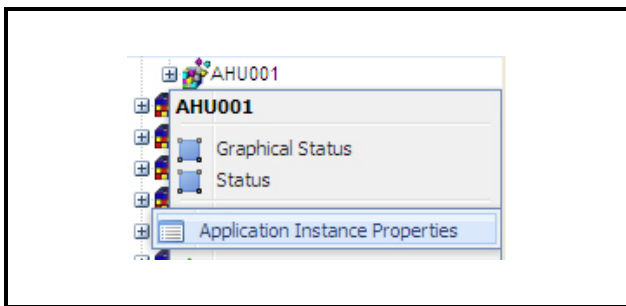 AHU001
AHU001
Graphical Status
Status
Application Instance Properties